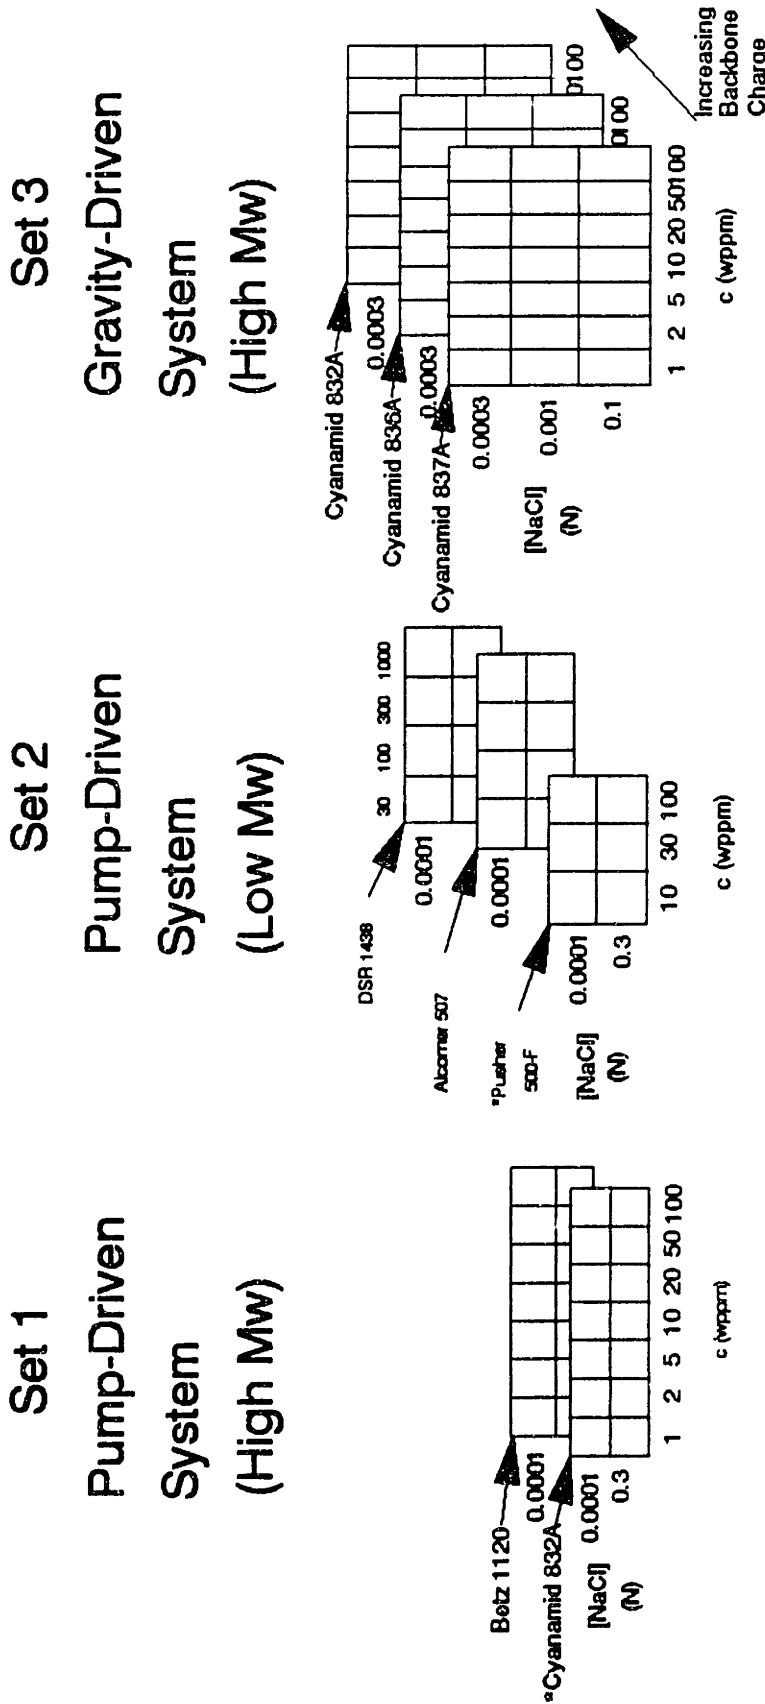 Set 1
Pump-Driven
System
(High Mw)
Betz 1120
0.0001
*Cyanamid 832A
0.0001
0.3
[NaCl]
(N)
1 2 5 10 20 50 100
c (wppm)
Set 2
Pump-Driven
System
(Low Mw)
30 100 300 1000
DSR 1438
0.0001
Alcomer 507
0.0001
*Pusher
500-F
0.0001
0.3
[NaCl]
(N)
10 30 100
c (wppm)
Set 3
Gravity-Driven
System
(High Mw)
Cyanamid 832A
0.0003
0100
Cyanamid 836A
0.0003
0100
Cyanamid 837A
0.0003
0.001
0.1
[NaCl]
(N)
1 2 5 10 20 50100
c (wppm)
Increasing
Backbone
Charge